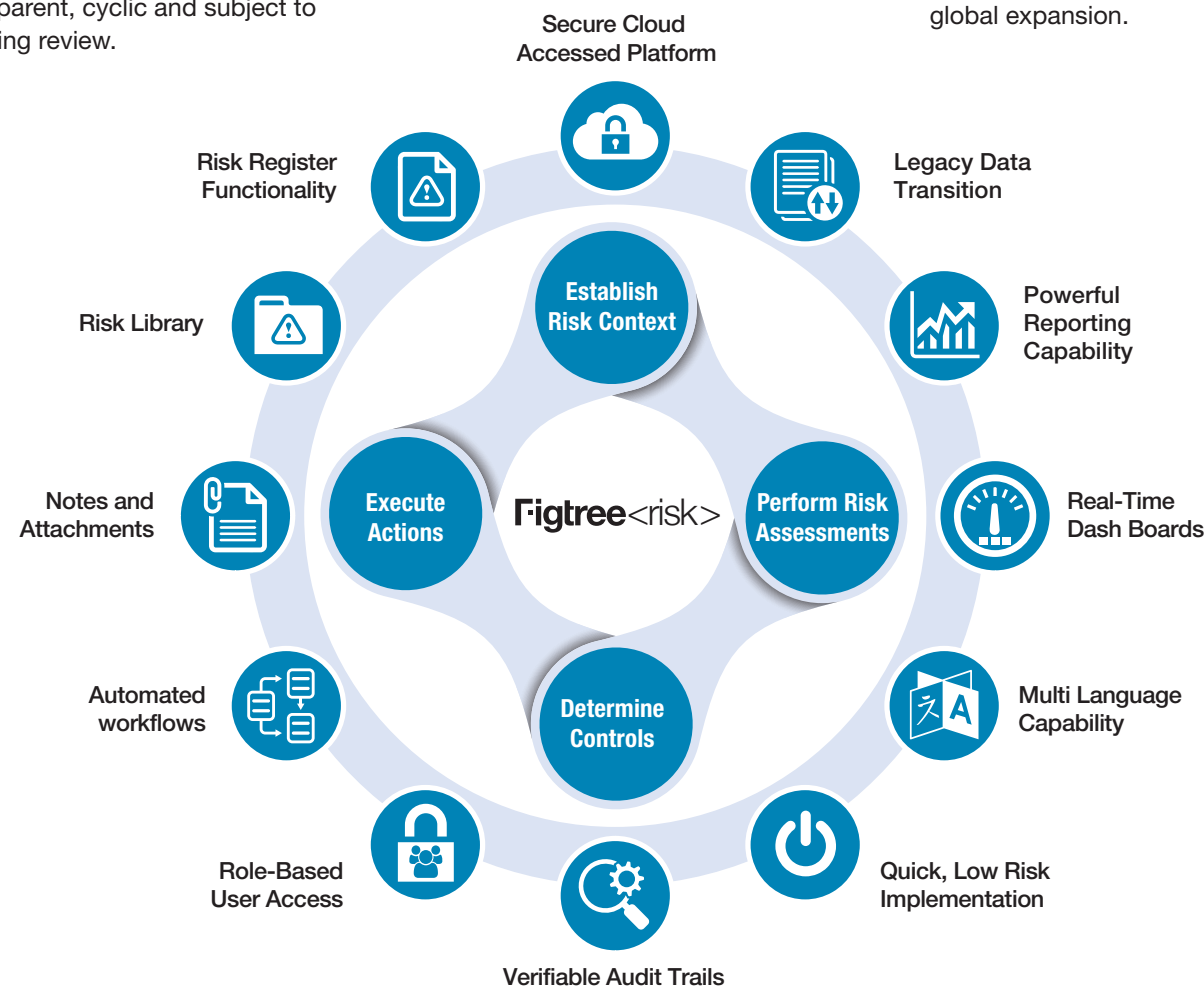 parent, cyclic and subject to
ing review.
global expansion.
Secure Cloud
Accessed Platform
Risk Register
Functionality
Legacy Data
Transition
Risk Library
Powerful
Reporting
Capability
Establish
Risk Context
Notes and
Attachments
Execute
Actions
Figtree<risk>
Perform Risk
Assessments
Real-Time
Dash Boards
Automated
workflows
Determine
Controls
Multi Language
Capability
A
Role-Based
User Access
Quick, Low Risk
Implementation
Verifiable Audit Trails